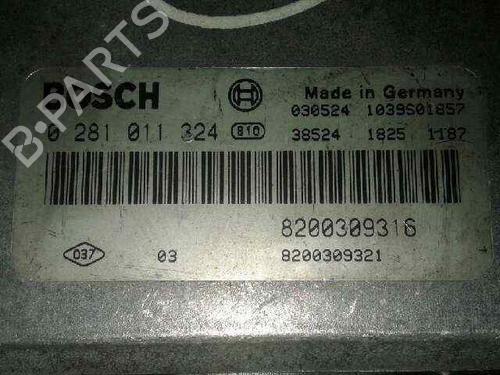 B-PARTS
BOSCH
Made in Germany
030524 1039S01857
0 281 011 324 810
38524 1825 1187
8200309316
037 03 8200309321